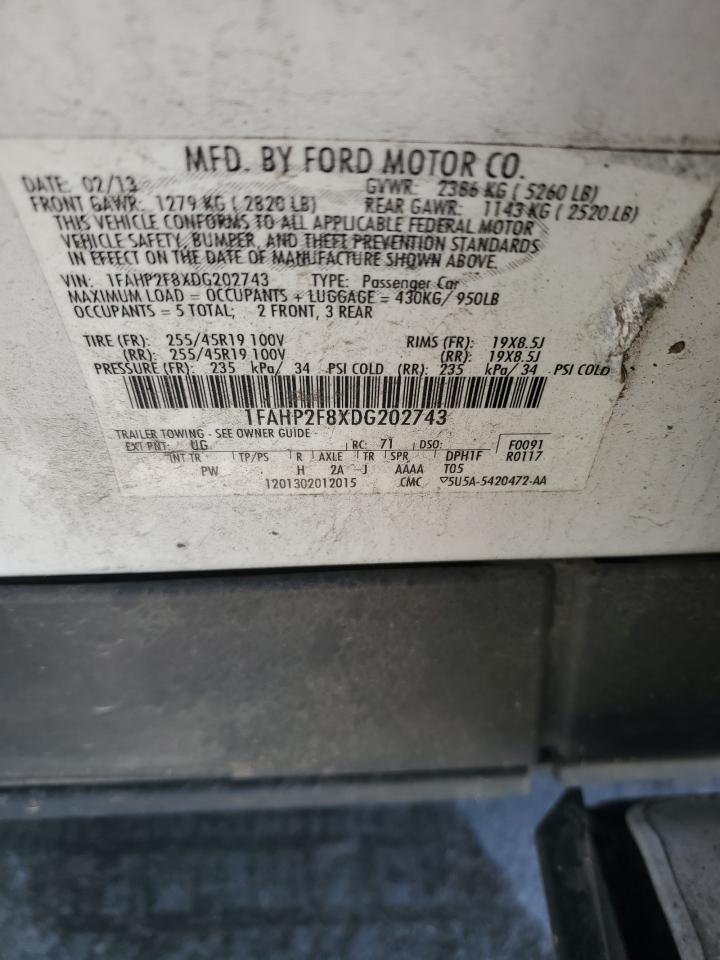 MFD. BY FORD MOTOR CO.
DATE: 02/13 GVWR: 2386 KG ( 5260 LB)
FRONT GAWR: 1279 KG ( 2820 LB) REAR GAWR: 1143 KG ( 2520 LB)
THIS VEHICLE CONFORMS TO ALL APPLICABLE FEDERAL MOTOR
VEHICLE SAFETY, BUMPER, AND THEFT PREVENTION STANDARDS
IN EFFECT ON THE DATE OF MANUFACTURE SHOWN ABOVE.
VIN: 1FAHP2F8XDG202743 TYPE: Passenger Car
MAXIMUM LOAD = OCCUPANTS + LUGGAGE = 430KG/ 950LB
OCCUPANTS = 5 TOTAL; 2 FRONT, 3 REAR
TIRE (FR): 255/45R19 100V RIMS (FR): 19X8.5J
(RR): 255/45R19 100V (RR): 19X8.5J
PRESSURE (FR): 235 kPa/ 34 PSI COLD (RR): 235 kPa/ 34 PSI COLD
1FAHP2F8XDG202743
TRAILER TOWING - SEE OWNER GUIDE -
EXT PNT: UG RC: 71 DSO: F0091
INT TR TP/PS R AXLE TR SPR DPH1F R0117
PW H 2A J AAAA T05
1201302012015 CMC ▽5U5A-5420472-AA